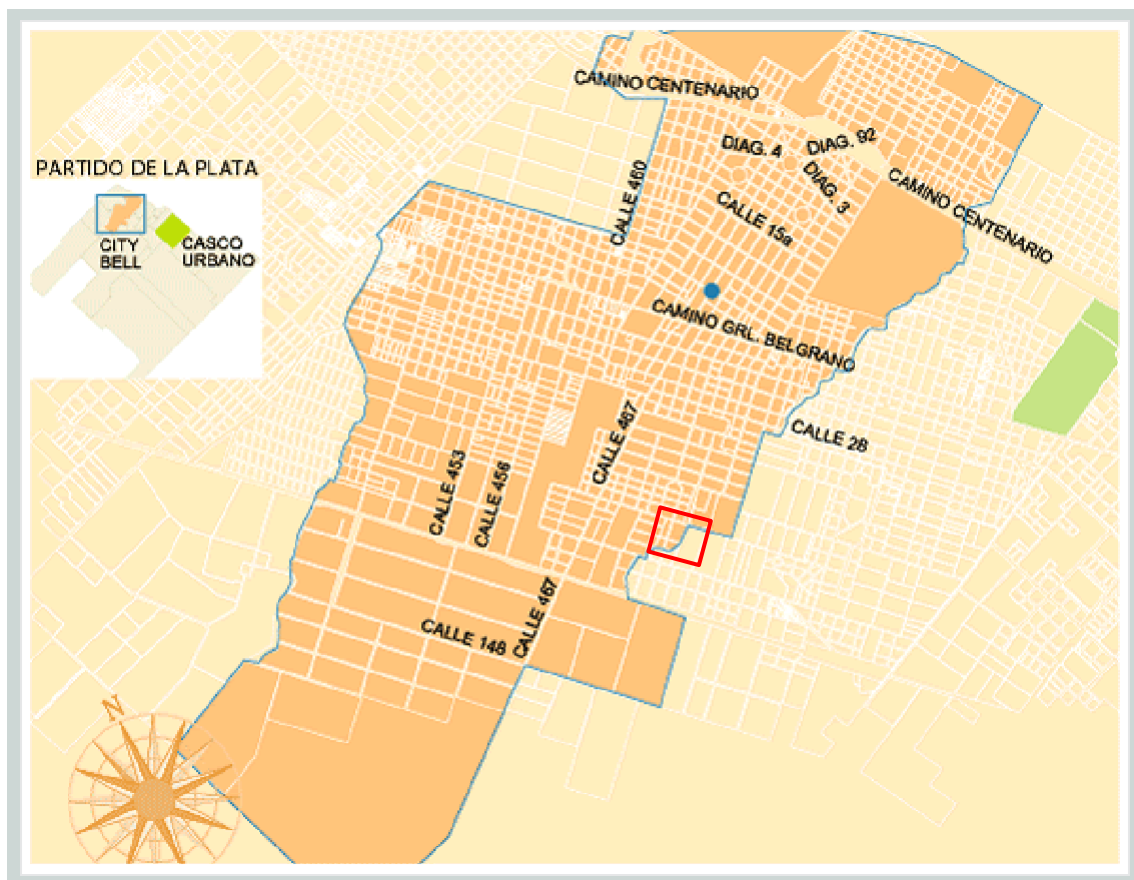 CAMINO CENTENARIO
DIAG. 4
DIAG. 92
DIAG. 3
CAMINO CENTENARIO
PARTIDO DE LA PLATA
CITY
BELL
CASCO
URBANO
CALLE 460
CALLE 15a
CAMINO GRL. BELGRANO
CALLE 467
CALLE 28
CALLE 453
CALLE 456
CALLE 467
CALLE 148
N